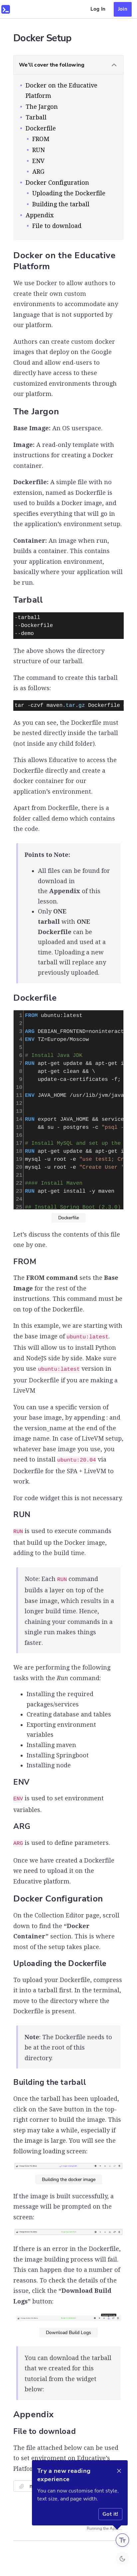 Log In
Join
Docker Setup
We'll cover the following
Docker on the Educative
Platform
The Jargon
Tarball
Dockerfile
FROM
RUN
ENV
ARG
Docker Configuration
Uploading the Dockerfile
Building the tarball
Appendix
File to download
Docker on the Educative
Platform
We use Docker to allow authors to
create their own custom
environments to accommodate any
language that is not supported by
our platform.
Authors can create custom docker
images that deploy on the Google
Cloud and allow end-users to
directly have access to these
custom environments through our
platform.
The Jargon
Base Image: An OS userspace.
Image: A read-only template with
instructions for creating a Docker
container.
Dockerfile: A simple file with no
extension, named as Dockerfile is
used to builds a Docker image, and
specifies everything that will go in
the application's environment.
Container: An image when run,
builds a container. This contains
your application environment,
basically where your application will
be run.
Tarball
-tarball
--Dockerfile
--demo
The above shows the directory
structure of our tarball.
The command to create this tarball
is as follows:
tar -czvf maven.tar.gz Dockerfile
As you can see, the Dockerfile must
be nested directly inside the tarball
(not inside any child folder).
This allows Educative to access the
Dockerfile directly and create a
docker container for our
application's environment.
Apart from Dockerfile, there is a
folder called demo which contains
the code.
Points to Note:
All files can be found for
download in
the Appendix of this
lesson.
Only ONE
tarball with ONE
Dockerfile can be
uploaded and used at a
time. Uploading a new
tarball will replace any
previously uploaded.
Dockerfile
1 FROM ubuntu:latest
ARG DEBIAN_FRONTEND=noninteract
ENV TZ=Europe/Moscow
# Install Java JDK
RUN apt-get update && apt-get i
apt-get clean && \
update-ca-certificates -f;
ENV JAVA_HOME /usr/lib/jvm/java
RUN export JAVA_HOME && service
&& su - postgres -c "psql
# Install MySQL and set up the
RUN apt-get update && apt-get i
mysql -u root -e "use test; Cr
mysql -u root -e "Create User
#### Install Maven
RUN apt-get install -y maven
Dockerfile
Let's discuss the contents of this file
one by one.
FROM
The FROM command sets the Base
Image for the rest of the
instructions. This command must be
on top of the Dockerfile.
In this example, we are starting with
the base image of ubuntu:latest.
This will allow us to install Python
and NodeJS side by side. Make sure
you use ubuntu:latest version in
your Dockerfile if you are making a
LiveVM
You can use a specific version of
your base image, by appending : and
the version_name at the end of the
image name. In case of LiveVM setup,
whatever base image you use, you
need to install ubuntu:20.04 via
Dockerfile for the SPA + LiveVM to
work.
For code widget this is not necessary.
RUN
RUN is used to execute commands
that build up the Docker image,
adding to the build time.
Note: Each RUN command
builds a layer on top of the
base image, which results in a
longer build time. Hence,
chaining your commands in a
single run makes things
faster.
We are performing the following
tasks with the Run command:
Installing the required
packages/services
Creating database and tables
Exporting environment
variables
Installing maven
Installing Springboot
Installing node
ENV
ENV is used to set environment
variables.
ARG
ARG is used to define parameters.
Once we have created a Dockerfile
we need to upload it on the
Educative platform.
Docker Configuration
On the Collection Editor page, scroll
down to find the "Docker
Container" section. This is where
most of the setup takes place.
Uploading the Dockerfile
To upload your Dockerfile, compress
it into a tarball first. In the terminal,
move to the directory where the
Dockerfile is present.
Note: The Dockerfile needs to
be at the root of this
directory.
Building the tarball
Once the tarball has been uploaded,
click on the Save button in the top-
right corner to build the image. This
step may take a while, especially if
the image is large. You will see the
following loading screen:
Building the docker image
If the image is built successfully, a
message will be prompted on the
screen:
If there is an error in the Dockerfile,
the image building process will fail.
This can happen due to a number of
reasons. To check the details of the
issue, click the "Download Build
Logs" button:
Download Build Logs
You can download the tarball
that we created for this
tutorial from the widget
below:
Appendix
File to download
The file attached below can be used
to set environment on Educative's
Platform
Try a new reading
experience
You can now customise font style,
text size, and page width.
Got it!
Tт